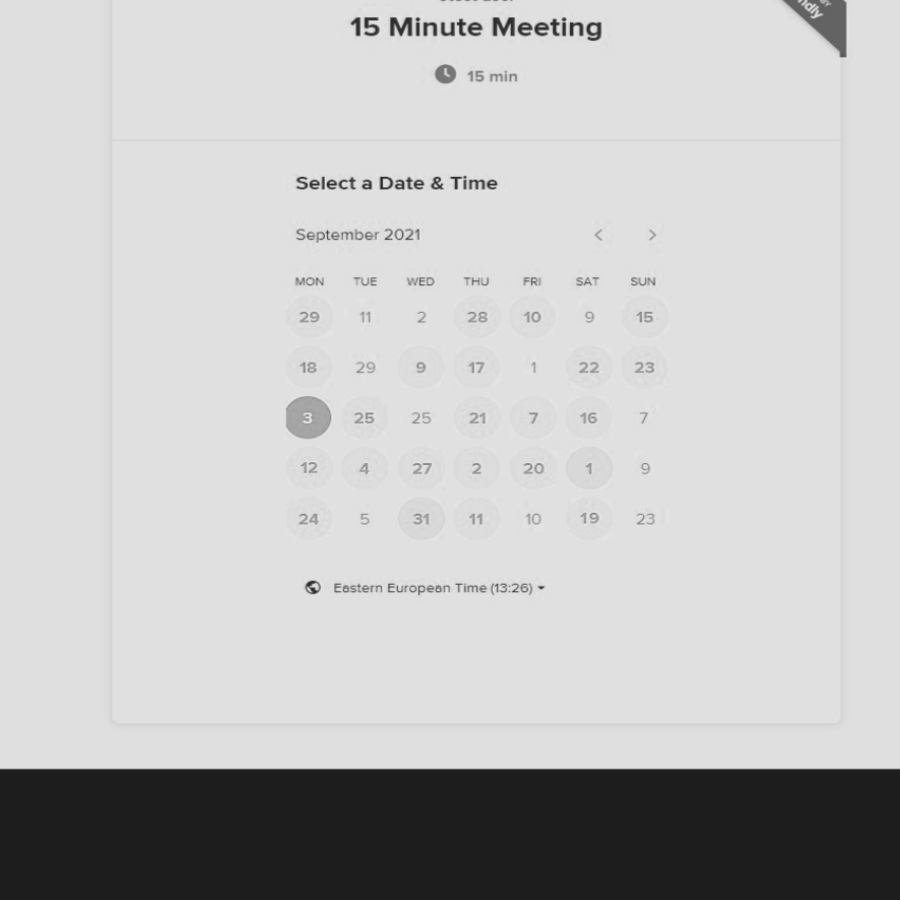 15 Minute Meeting
15 min
Select a Date & Time
September 2021
MON TUE WED THU FRI SAT SUN
29 11 2 28 10 9 15
18 29 9 17 1 22 23
3 25 25 21 7 16 7
12 4 27 2 20 1 9
24 5 31 11 10 19 23
Eastern European Time (13:26)